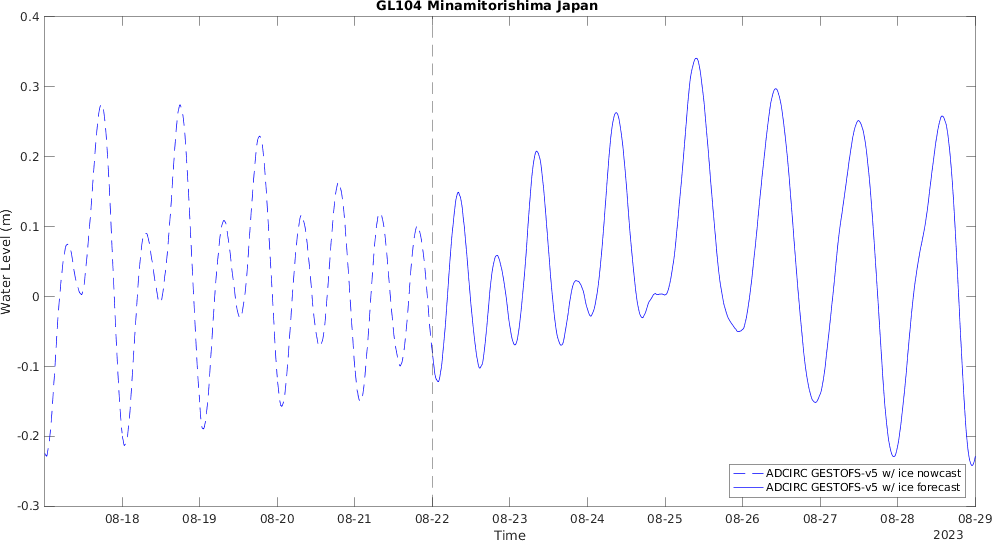 GL104 Minamitorishima Japan
0.4
0.3
0.2
0.1
0
-0.1
-0.2
-0.3
Water Level (m)
ADCIRC GESTOFS-v5 w/ ice nowcast
ADCIRC GESTOFS-v5 w/ ice forecast
08-18 08-19 08-20 08-21 08-22 08-23 08-24 08-25 08-26 08-27 08-28 08-29
Time
2023